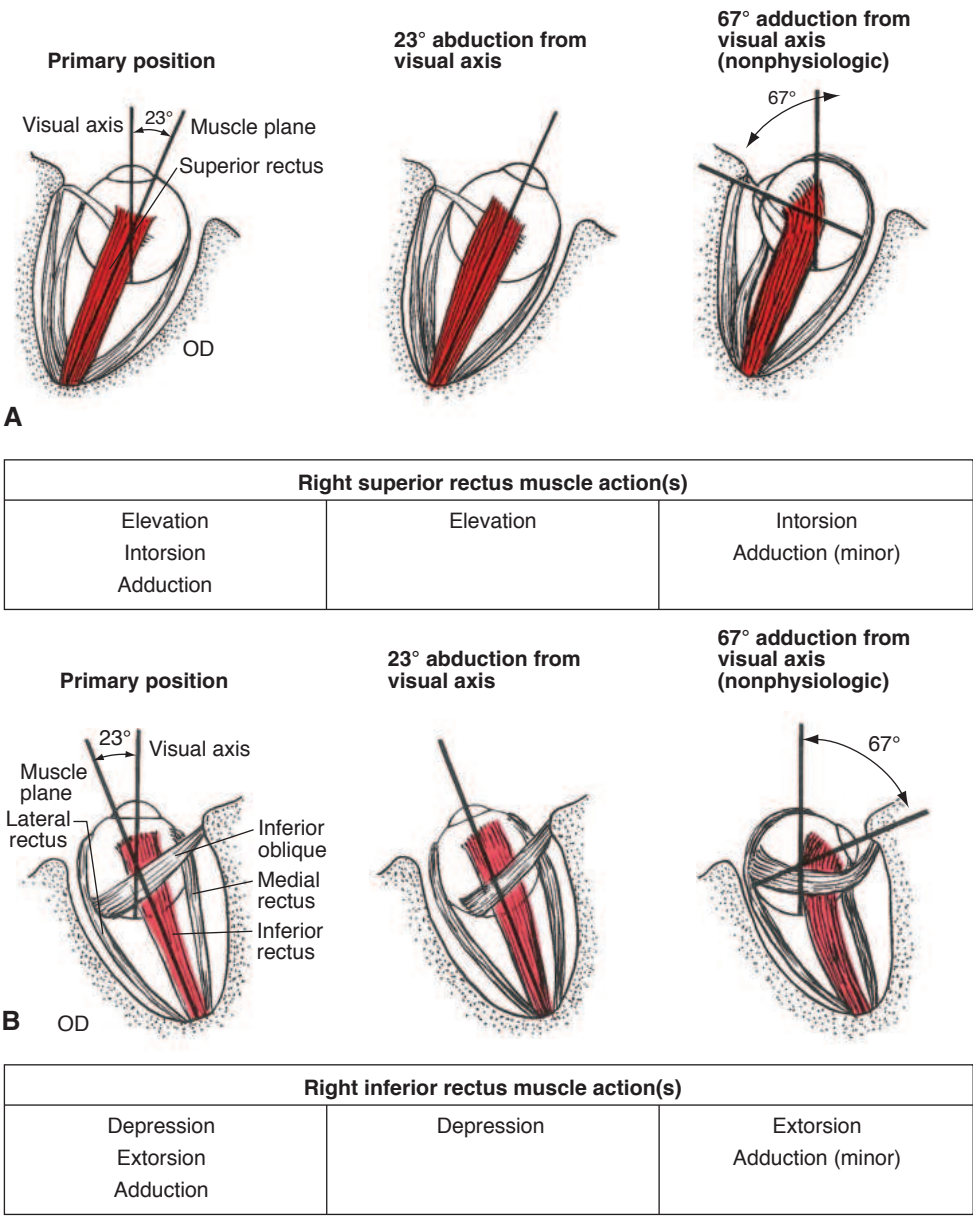 Primary position
23° abduction from
visual axis
67° adduction from
visual axis
(nonphysiologic)
Visual axis
23°
Muscle plane
Superior rectus
67°
OD
A
Right superior rectus muscle action(s)
Elevation
Intorsion
Adduction
Elevation
Intorsion
Adduction (minor)
Primary position
23° abduction from
visual axis
67° adduction from
visual axis
(nonphysiologic)
23°
Visual axis
Muscle
plane
Lateral
rectus
Inferior
oblique
Medial
rectus
Inferior
rectus
67°
B
OD
Right inferior rectus muscle action(s)
Depression
Extorsion
Adduction
Depression
Extorsion
Adduction (minor)